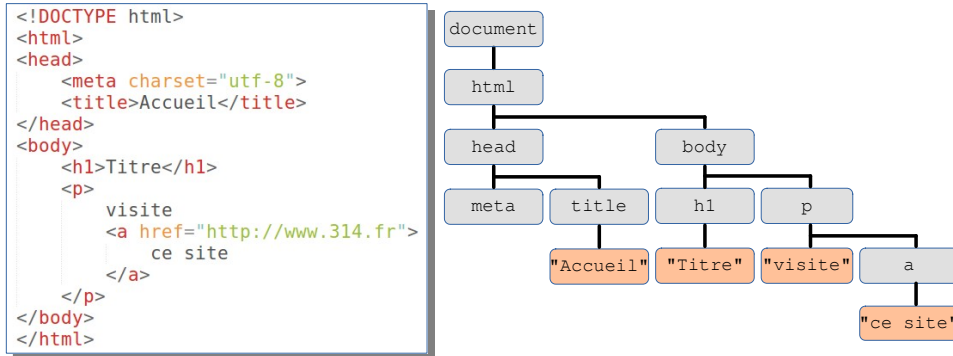 <!DOCTYPE html>
<html>
<head>
    <meta charset="utf-8">
    <title>Accueil</title>
</head>
<body>
    <h1>Titre</h1>
    <p>
        visite
        <a href="http://www.314.fr">
            ce site
        </a>
    </p>
</body>
</html>
document
html
head body
meta title h1 p
"Accueil" "Titre" "visite" a
"ce site"